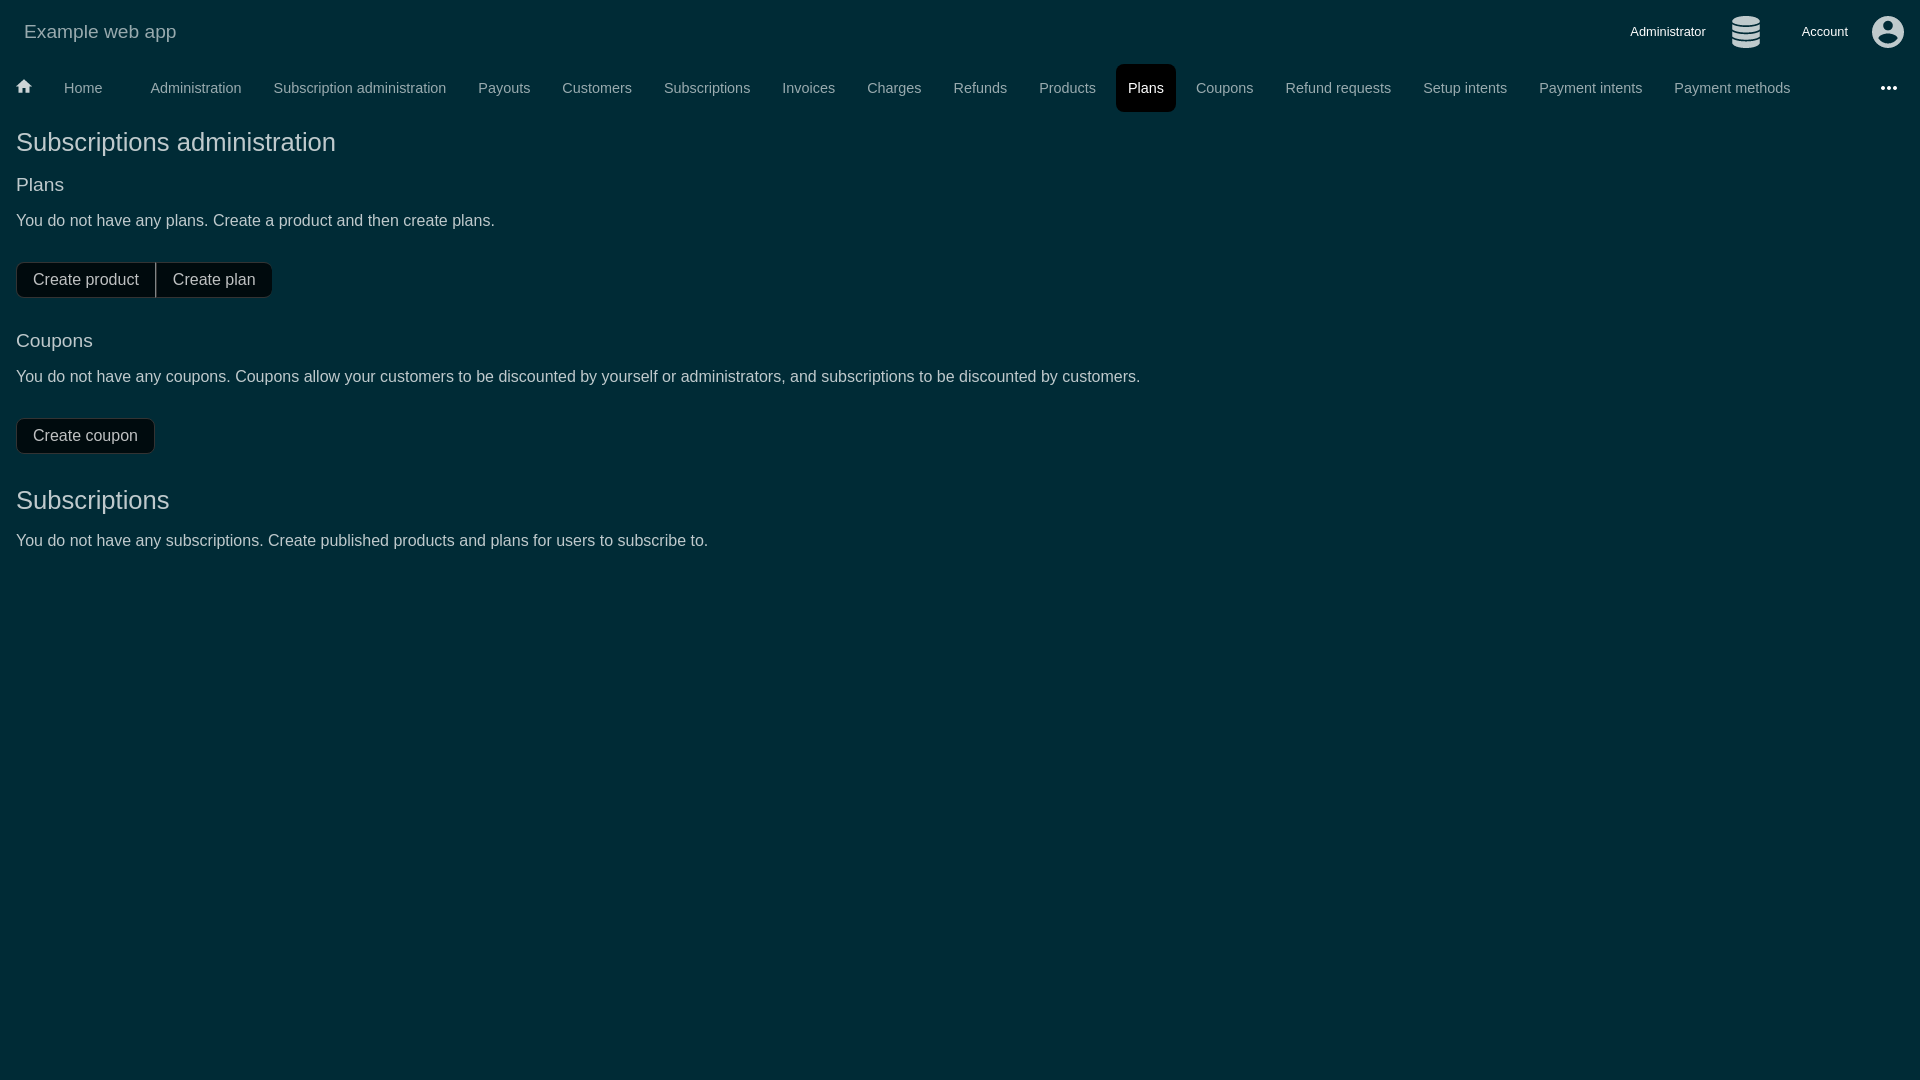 Example web app
Administrator
Account
Home Administration Subscription administration Payouts Customers Subscriptions Invoices Charges Refunds Products Plans Coupons Refund requests Setup intents Payment intents Payment methods
Subscriptions administration
Plans
You do not have any plans. Create a product and then create plans.
Create product Create plan
Coupons
You do not have any coupons. Coupons allow your customers to be discounted by yourself or administrators, and subscriptions to be discounted by customers.
Create coupon
Subscriptions
You do not have any subscriptions. Create published products and plans for users to subscribe to.